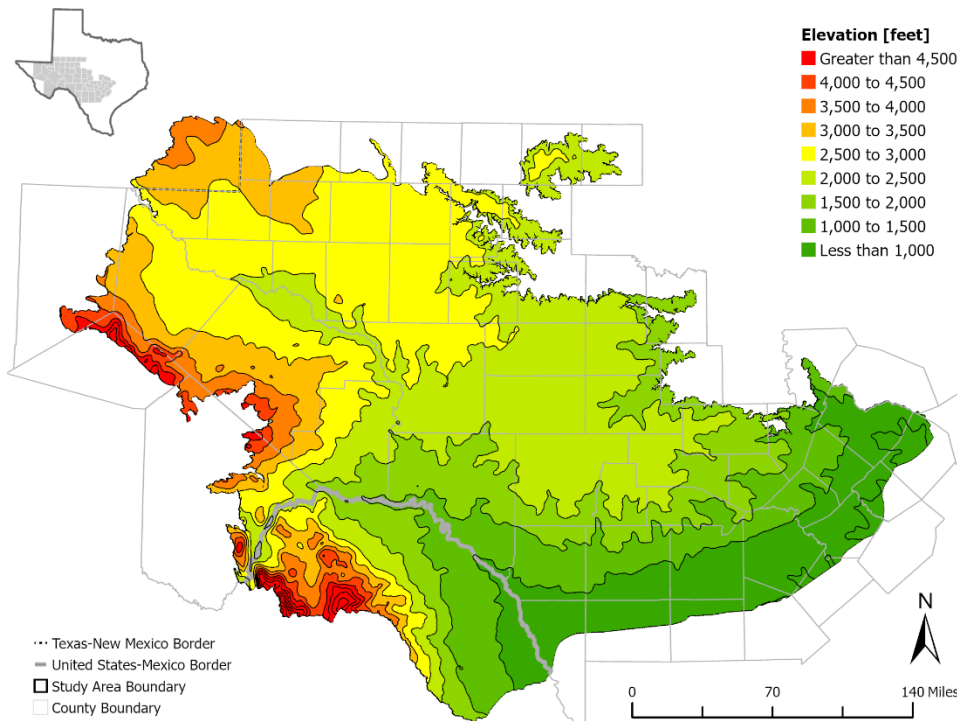 Elevation [feet]
Greater than 4,500
4,000 to 4,500
3,500 to 4,000
3,000 to 3,500
2,500 to 3,000
2,000 to 2,500
1,500 to 2,000
1,000 to 1,500
Less than 1,000
Texas-New Mexico Border
United States-Mexico Border
Study Area Boundary
County Boundary
N
0 70 140 Miles